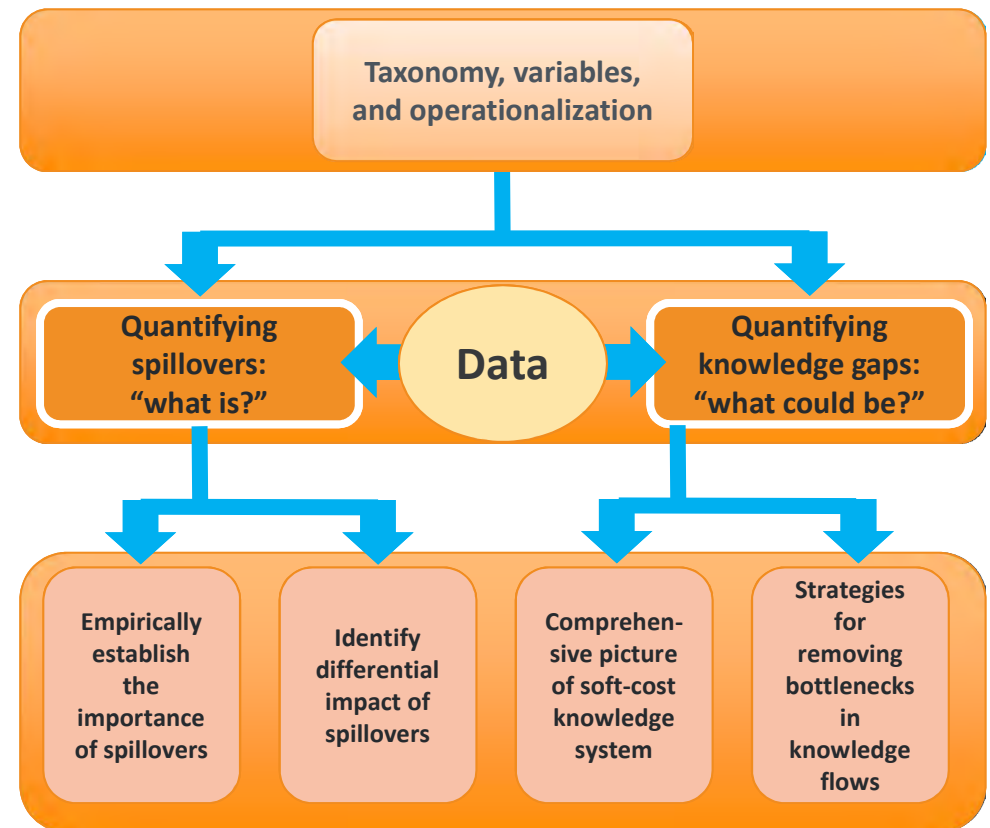 Taxonomy, variables,
and operationalization
Quantifying
spillovers:
“what is?”
Data
Quantifying
knowledge gaps:
“what could be?”
Empirically
establish
the
importance
of spillovers
Identify
differential
impact of
spillovers
Comprehen-
sive picture
of soft-cost
knowledge
system
Strategies
for
removing
bottlenecks
in
knowledge
flows